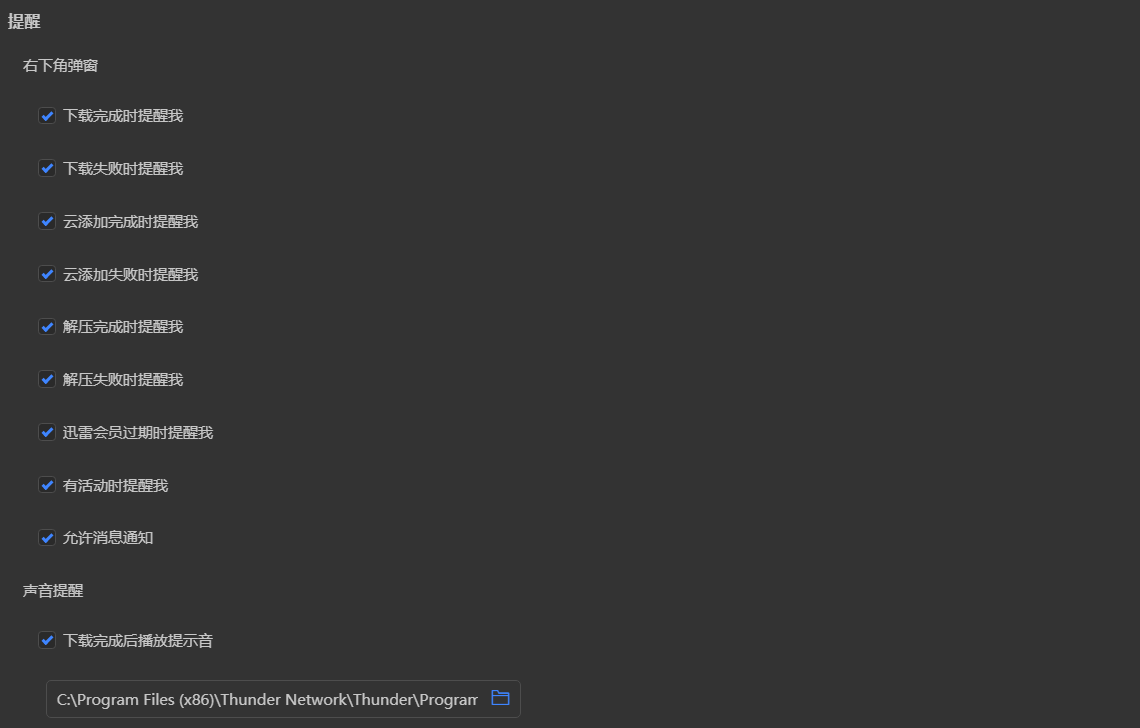 提醒
右下角弹窗
下载完成时提醒我
下载失败时提醒我
云添加完成时提醒我
云添加失败时提醒我
解压完成时提醒我
解压失败时提醒我
迅雷会员过期时提醒我
有活动时提醒我
允许消息通知
声音提醒
下载完成后播放提示音
C:\Program Files (x86)\Thunder Network\Thunder\Program